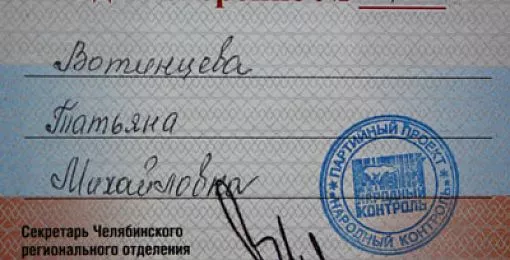 Вотинцева
Татьяна
Михайловна
ПАРТИЙНЫЙ ПРОЕКТ
НАРОДНЫЙ
КОНТРОЛЬ
НАРОДНЫЙ КОНТРОЛЬ
Секретарь Челябинского
регионального отделения